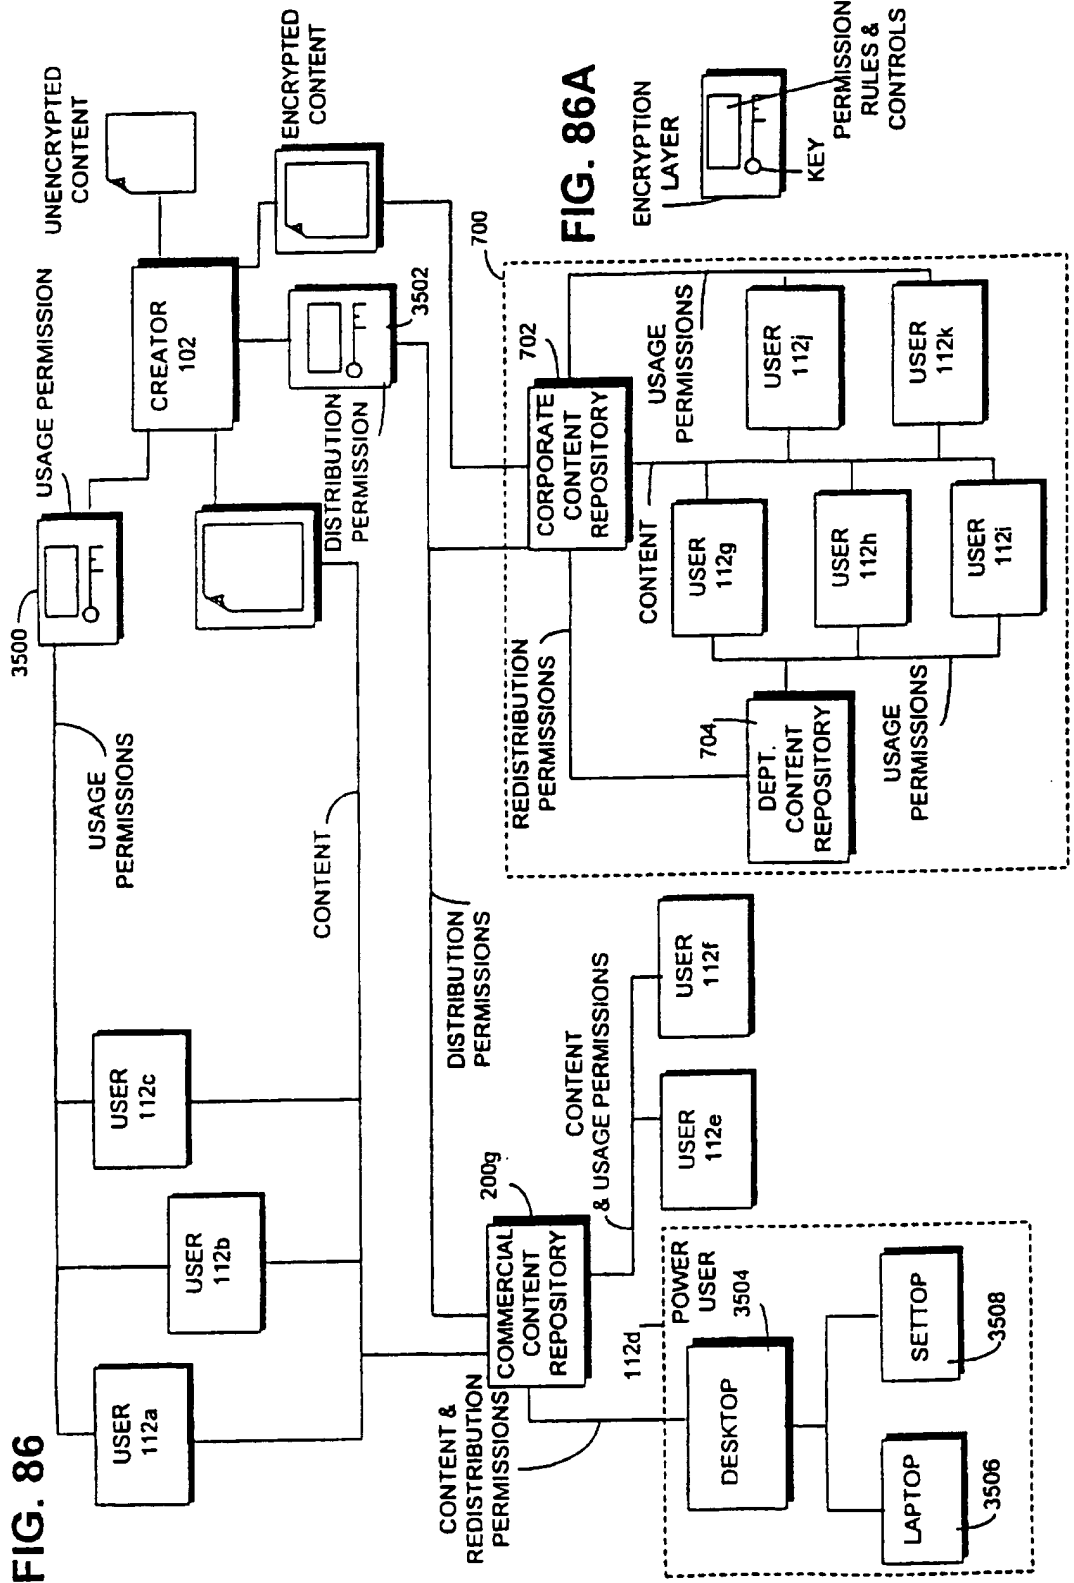 FIG. 86
USER
112a
USER
112b
USER
112c
USAGE
PERMISSIONS
CONTENT
3500
USAGE PERMISSION
CREATOR
102
UNENCRYPTED
CONTENT
ENCRYPTED
CONTENT
DISTRIBUTION
PERMISSION
3502
DISTRIBUTION
PERMISSIONS
COMMERCIAL
CONTENT
REPOSITORY
200g
CONTENT &
REDISTRIBUTION
PERMISSIONS
CONTENT
& USAGE PERMISSIONS
USER
112e
USER
112f
112d
POWER
USER
3504
DESKTOP
LAPTOP
3506
SETTOP
3508
700
CORPORATE
CONTENT
REPOSITORY
702
REDISTRIBUTION
PERMISSIONS
704
DEPT.
CONTENT
REPOSITORY
CONTENT
USAGE
PERMISSIONS
USER
112g
USER
112h
USER
112i
USAGE
PERMISSIONS
USER
112j
USER
112k
FIG. 86A
ENCRYPTION
LAYER
KEY
PERMISSION
RULES &
CONTROLS